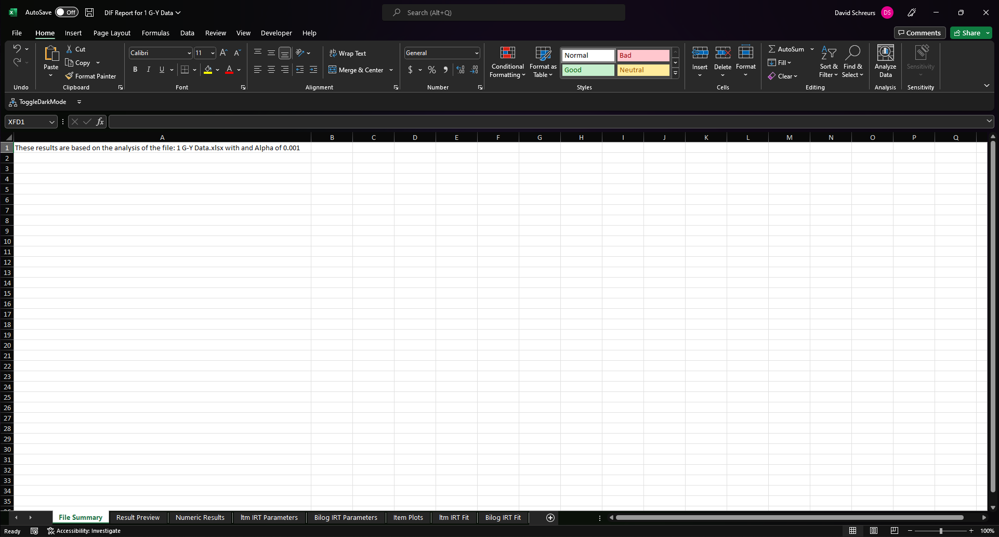 AutoSave Off DIF Report for 1 G-Y Data Search (Alt+Q) David Schreurs DS
File Home Insert Page Layout Formulas Data Review View Developer Help Comments Share
Paste Cut Copy Format Painter
Calibri 11
B I U A
Wrap Text
Merge & Center
General
$ %
Conditional Formatting
Format as Table
Normal Bad
Good Neutral
Insert Delete Format
AutoSum
Fill
Clear
Sort & Filter
Find & Select
Analyze Data
Sensitivity
Undo Clipboard Font Alignment Number Styles Cells Editing Analysis Sensitivity
ToggleDarkMode
XFD1 fx
A B C D E F G H I J K L M N O P Q
1 These results are based on the analysis of the file: 1 G-Y Data.xlsx with and Alpha of 0.001
2
3
4
5
6
7
8
9
10
11
12
13
14
15
16
17
18
19
20
21
22
23
24
25
26
27
28
29
30
31
32
33
34
35
File Summary Result Preview Numeric Results ltm IRT Parameters Bilog IRT Parameters Item Plots ltm IRT Fit Bilog IRT Fit
Ready Accessibility: Investigate 100%